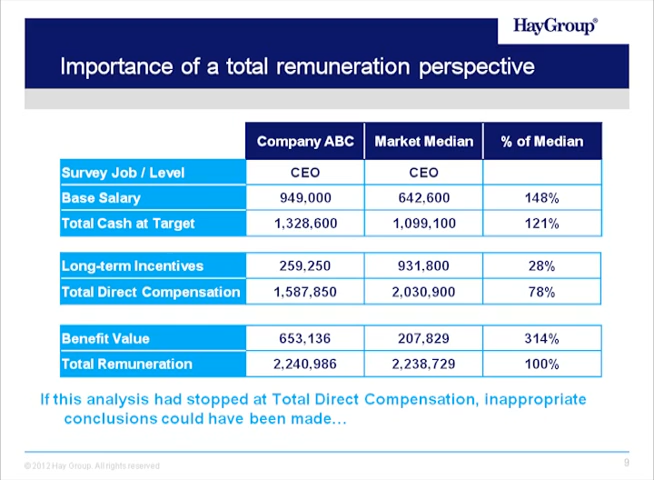 HayGroup®
Importance of a total remuneration perspective
Company ABC Market Median % of Median
Survey Job / Level CEO CEO
Base Salary 949,000 642,600 148%
Total Cash at Target 1,328,600 1,099,100 121%
Long-term Incentives 259,250 931,800 28%
Total Direct Compensation 1,587,850 2,030,900 78%
Benefit Value 653,136 207,829 314%
Total Remuneration 2,240,986 2,238,729 100%
If this analysis had stopped at Total Direct Compensation, inappropriate
conclusions could have been made…
© 2012 Hay Group. All rights reserved 9